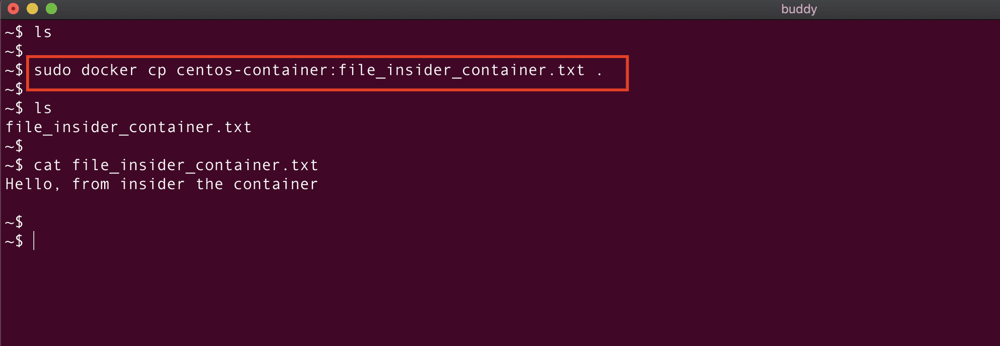 buddy
~$ ls
~$
~$ sudo docker cp centos-container:file_insider_container.txt .
~$
~$ ls
file_insider_container.txt
~$
~$ cat file_insider_container.txt
Hello, from insider the container
~$
~$